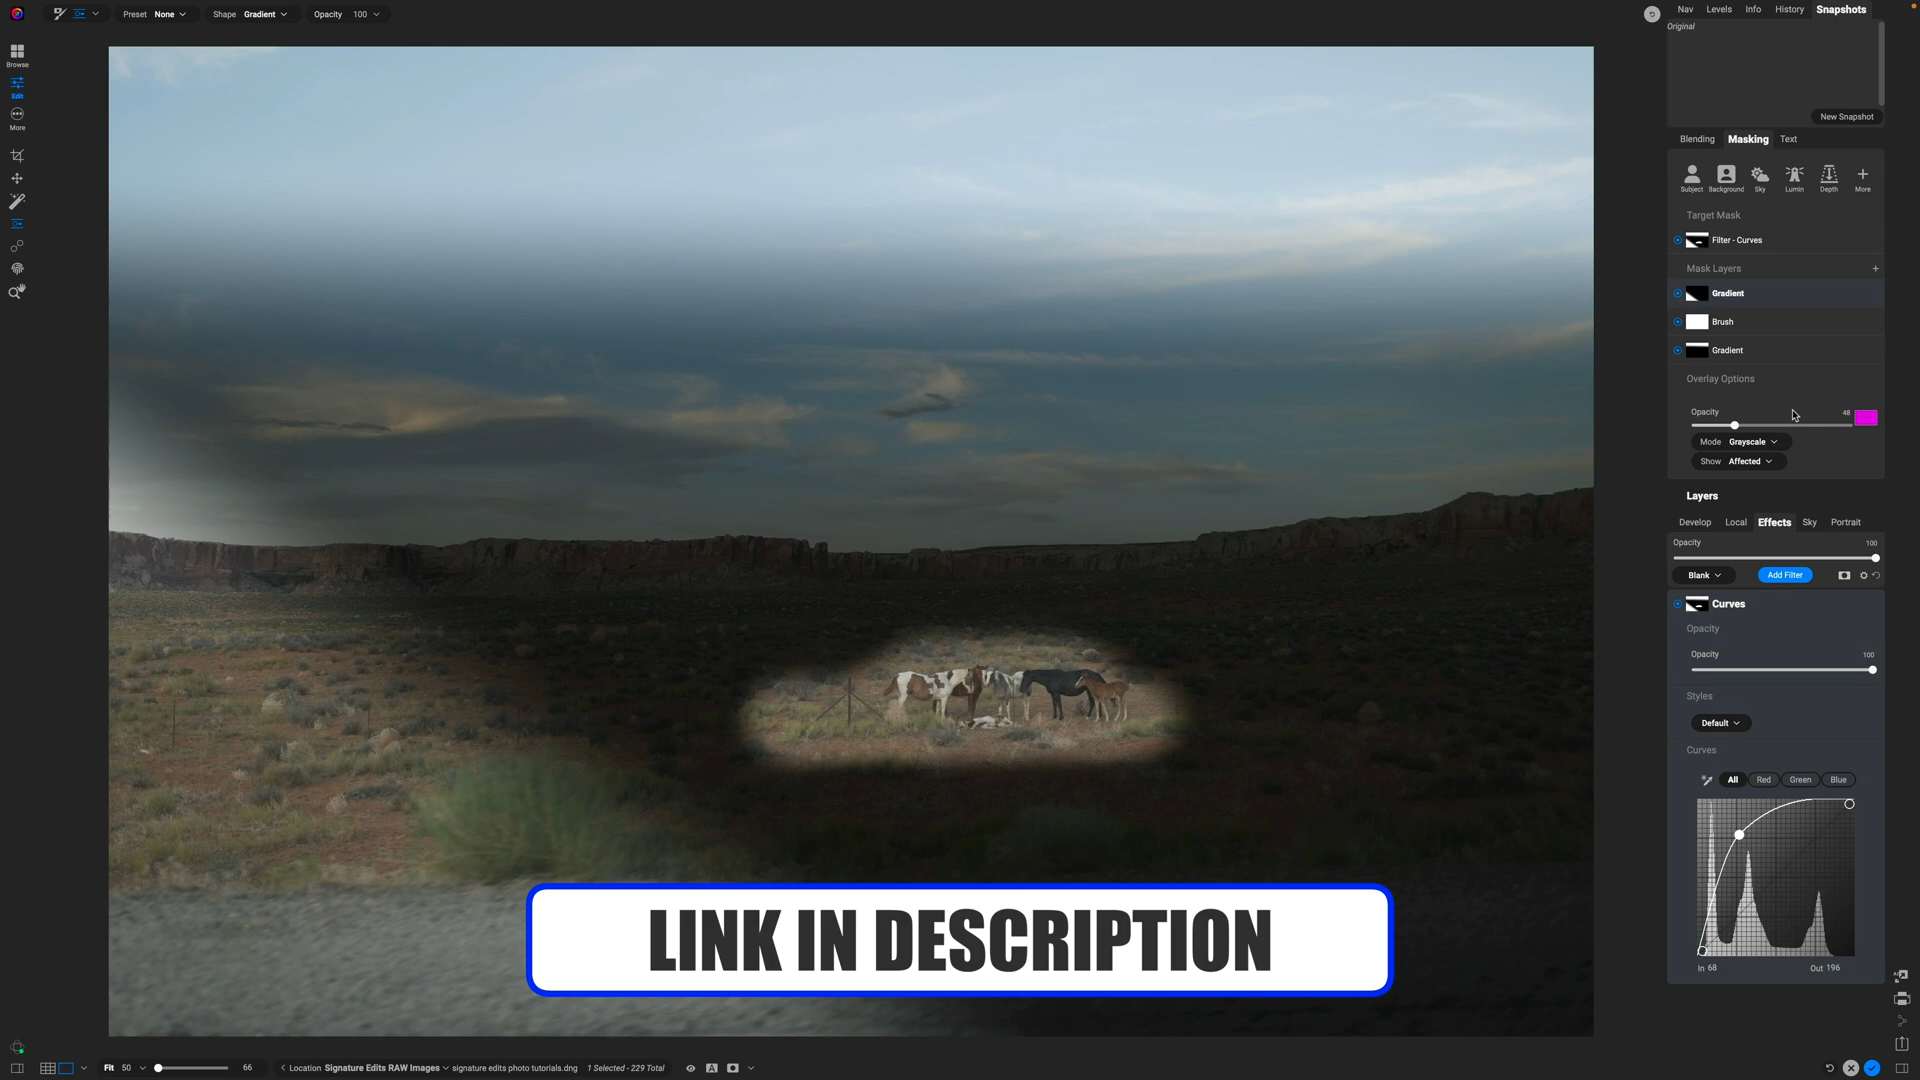 Preset None Shape Gradient Opacity 100
Nav Levels Info History Snapshots
Original
Browse
Edit
More
New Snapshot
Blending Masking Text
Subject Background Sky Lumin Depth More
Target Mask
Filter - Curves
Mask Layers
Gradient
Brush
Gradient
Overlay Options
Opacity 48
Mode Grayscale
Show Affected
Layers
Develop Local Effects Sky Portrait
Opacity 100
Blank Add Filter
Curves
Opacity
Opacity 100
Styles
Default
Curves
All Red Green Blue
In 68 Out 196
LINK IN DESCRIPTION
Fit 50 66 Location Signature Edits RAW Images signature edits photo tutorials.dng 1 Selected - 229 Total A